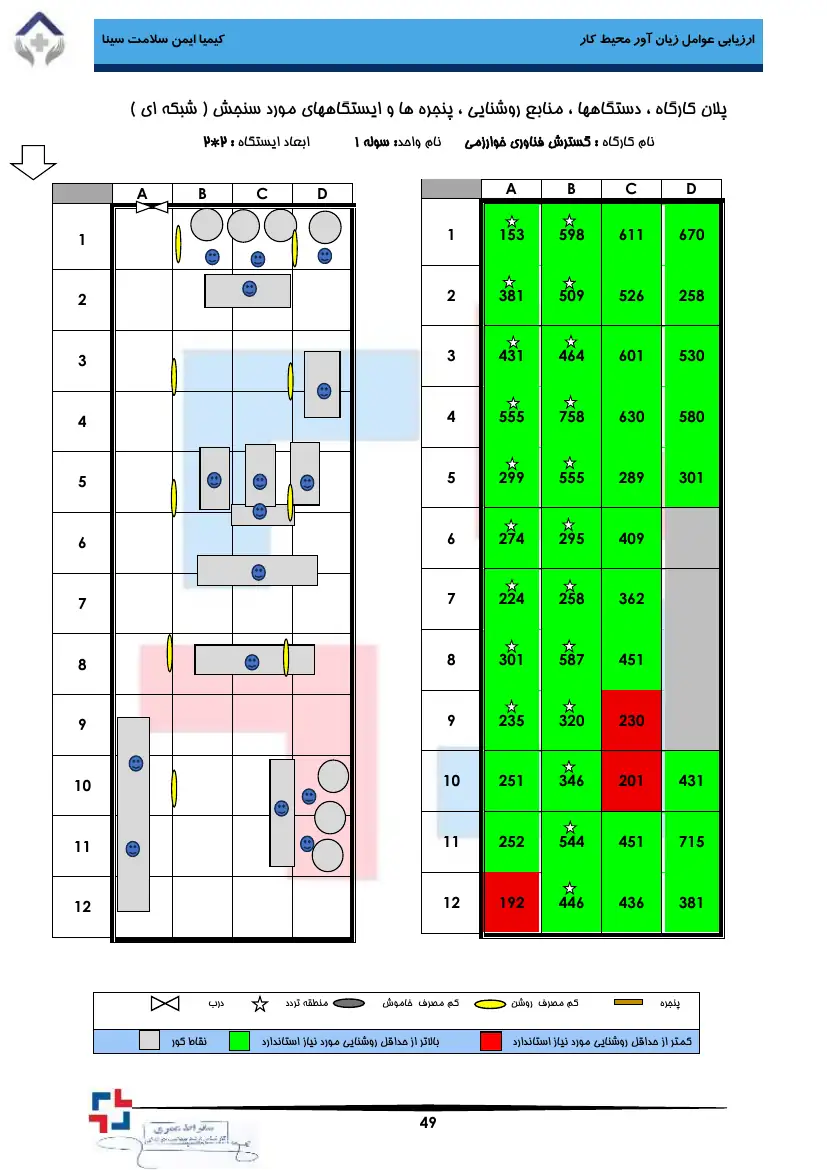 ارزیابی عوامل زیان آور محیط کار
کیمیا ایمن سلامت سینا
پلان کارگاه ، دستگاهها ، منابع روشنایی ، پنجره ها و ایستگاههای مورد سنجش ( شبکه ای )
نام کارگاه : گسترش فناوری خوارزمی نام واحد: سوله 1 ابعاد ایستگاه : ۲*۲
A B C D
1
2
3
4
5
6
7
8
9
10
11
12
A B C D
1 153 598 611 670
2 381 509 526 258
3 431 464 601 530
4 555 758 630 580
5 299 555 289 301
6 274 295 409
7 224 258 362
8 301 587 451
9 235 320 230
10 251 346 201 431
11 252 544 451 715
12 192 446 436 381
پنجره کم مصرف روشن کم مصرف خاموش منطقه تردد درب
کمتر از حداقل روشنایی مورد نیاز استاندارد بالاتر از حداقل روشنایی مورد نیاز استاندارد نقاط کور
49